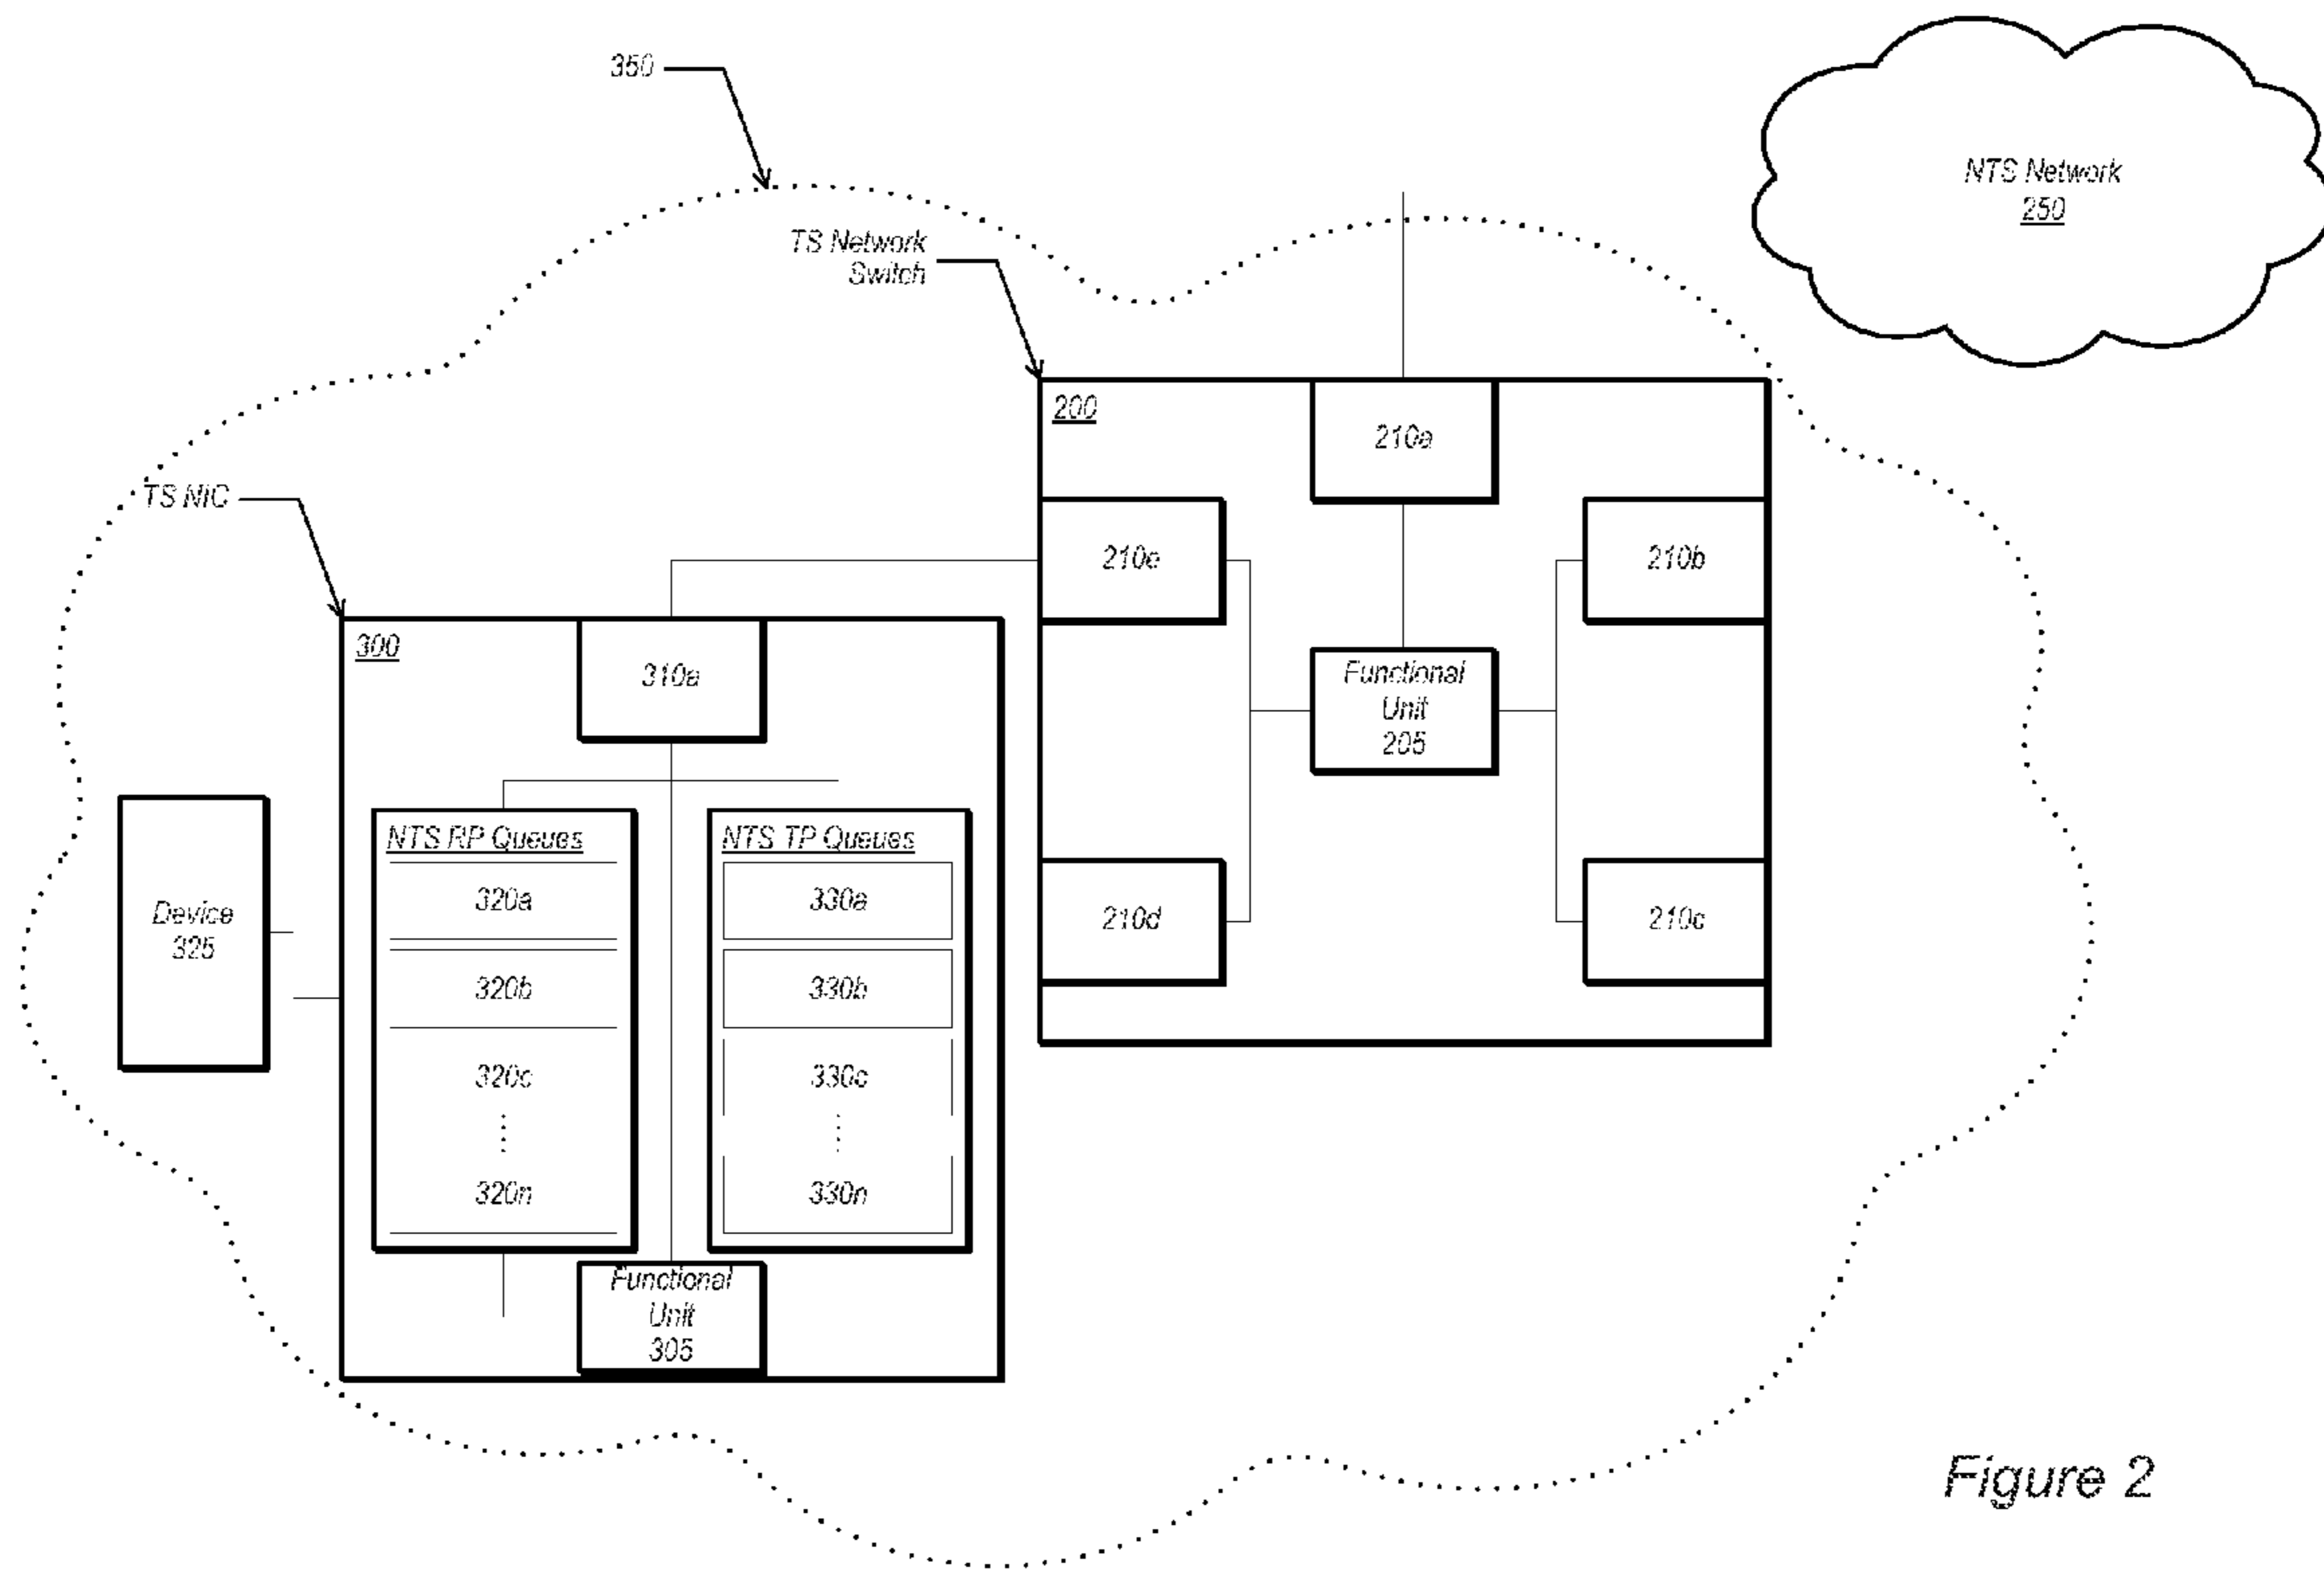 350
NTS Network
250
TS Network
Switch
200
210a
TS NIC
210e
210b
300
310a
Functional
Unit
205
NTS RP Queues
NTS TP Queues
320a
330a
Device
325
210d
210c
320b
330b
320c
330c
320n
330n
Functional
Unit
305
Figure 2